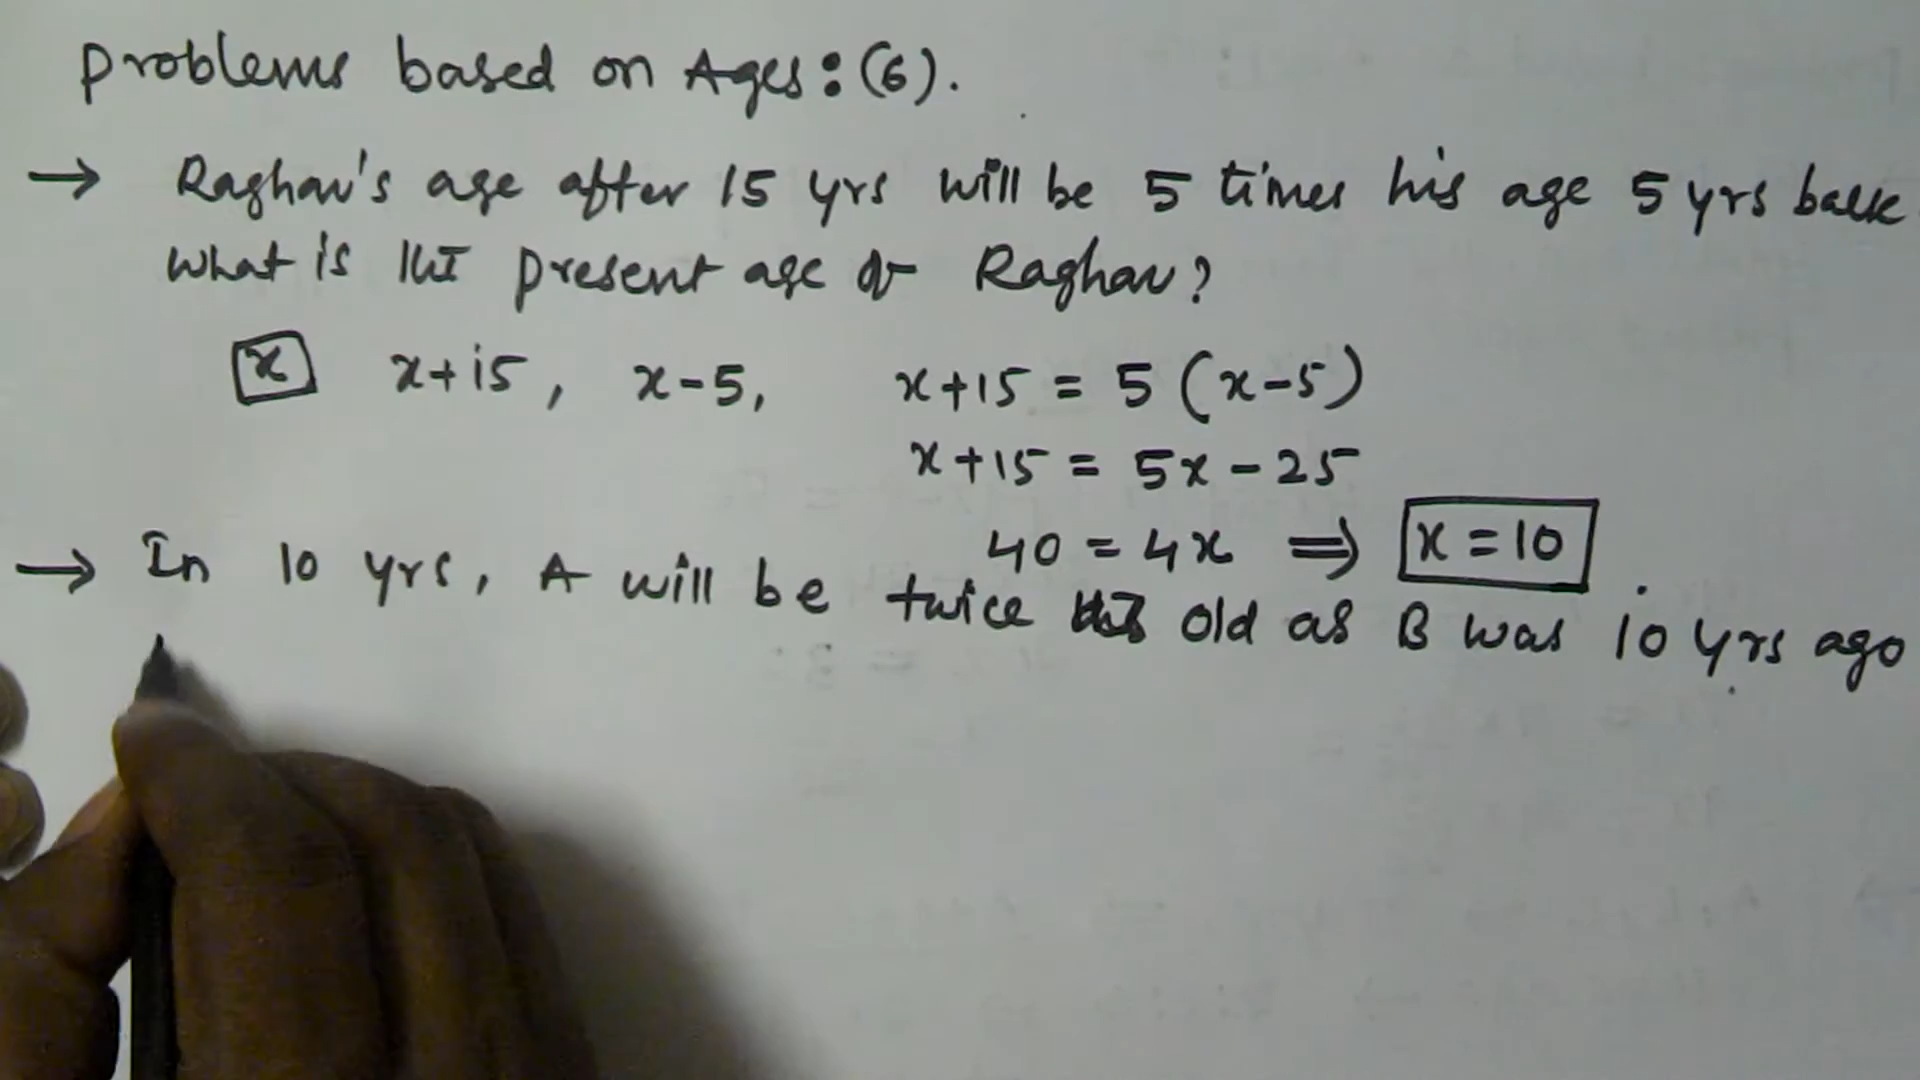 Problems based on Ages: (6).
→ Raghav's age after 15 yrs will be 5 times his age 5 yrs back
What is the present age of Raghav?
x x+15, x-5, x+15 = 5 (x-5)
x+15 = 5x-25
40 = 4x ⇒ x = 10
→ In 10 yrs, A will be twice old as B was 10 yrs ago